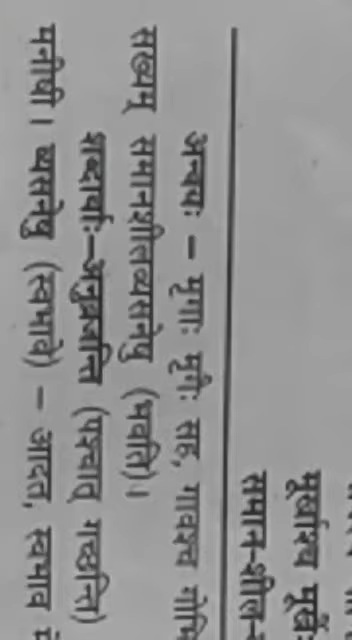 मूर्खाश्च मूर्खैः
समान-शील-
अन्वयः – मृगाः मृगैः सह, गावश्च गोभि
सख्यम् समानशीलव्यसनेषु (भवति)।
शब्दार्थाः–अनुव्रजन्ति (पश्चाद् गच्छन्ति)
मनीषी। व्यसनेषु (स्वभावे) – आदत, स्वभाव में